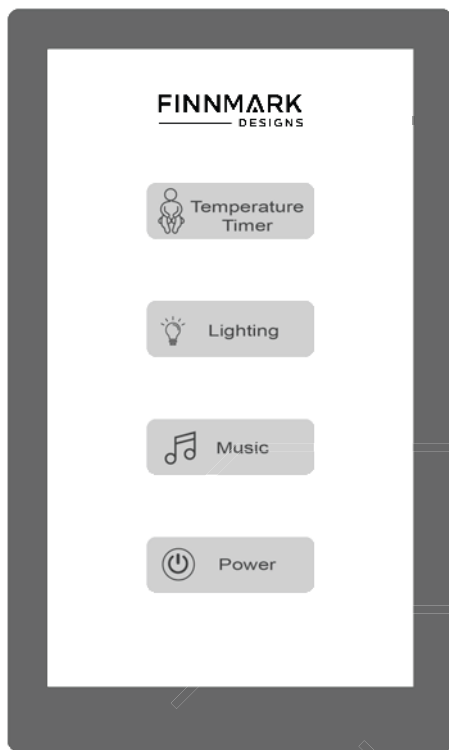 FINNMARK
DESIGNS
Temperature
Timer
Lighting
Music
Power